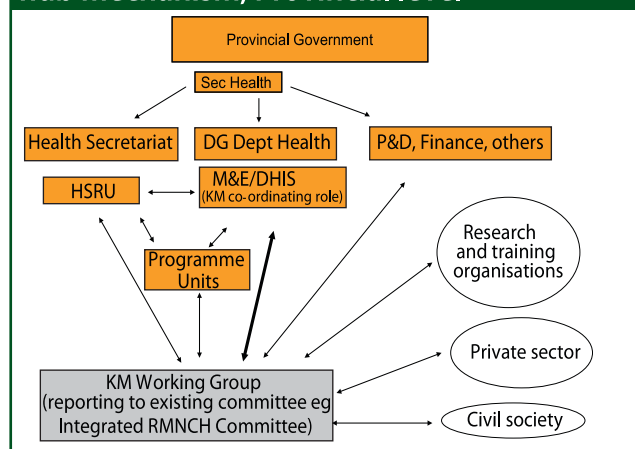 Provincial Government
Sec Health
Health Secretariat
DG Dept Health
P&D, Finance, others
HSRU
M&E/DHIS
(KM co-ordinating role)
Programme
Units
Research
and training
organisations
Private sector
KM Working Group
(reporting to existing committee eg
Integrated RMNCH Committee)
Civil society